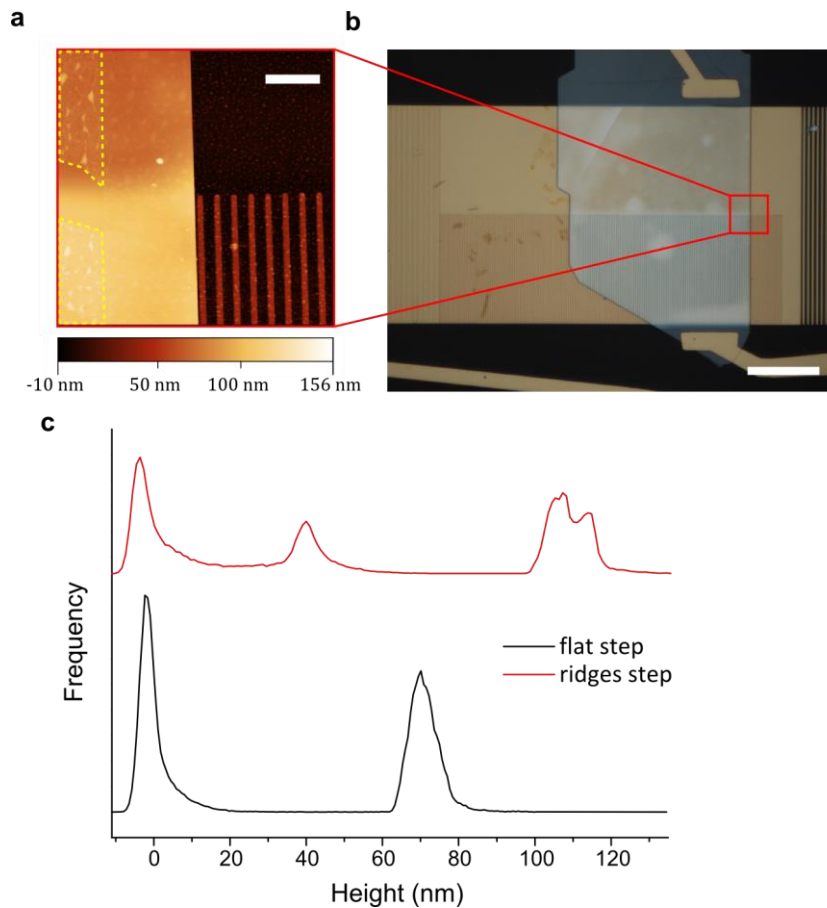 a
b
-10 nm 50 nm 100 nm 156 nm
c
Frequency
flat step
ridges step
0 20 40 60 80 100 120
Height (nm)